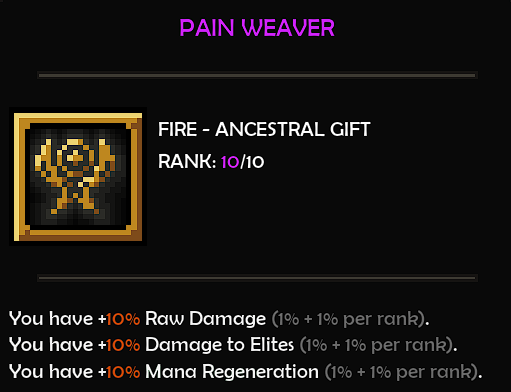 PAIN WEAVER
FIRE - ANCESTRAL GIFT
RANK: 10/10
You have +10% Raw Damage (1% + 1% per rank).
You have +10% Damage to Elites (1% + 1% per rank).
You have +10% Mana Regeneration (1% + 1% per rank).